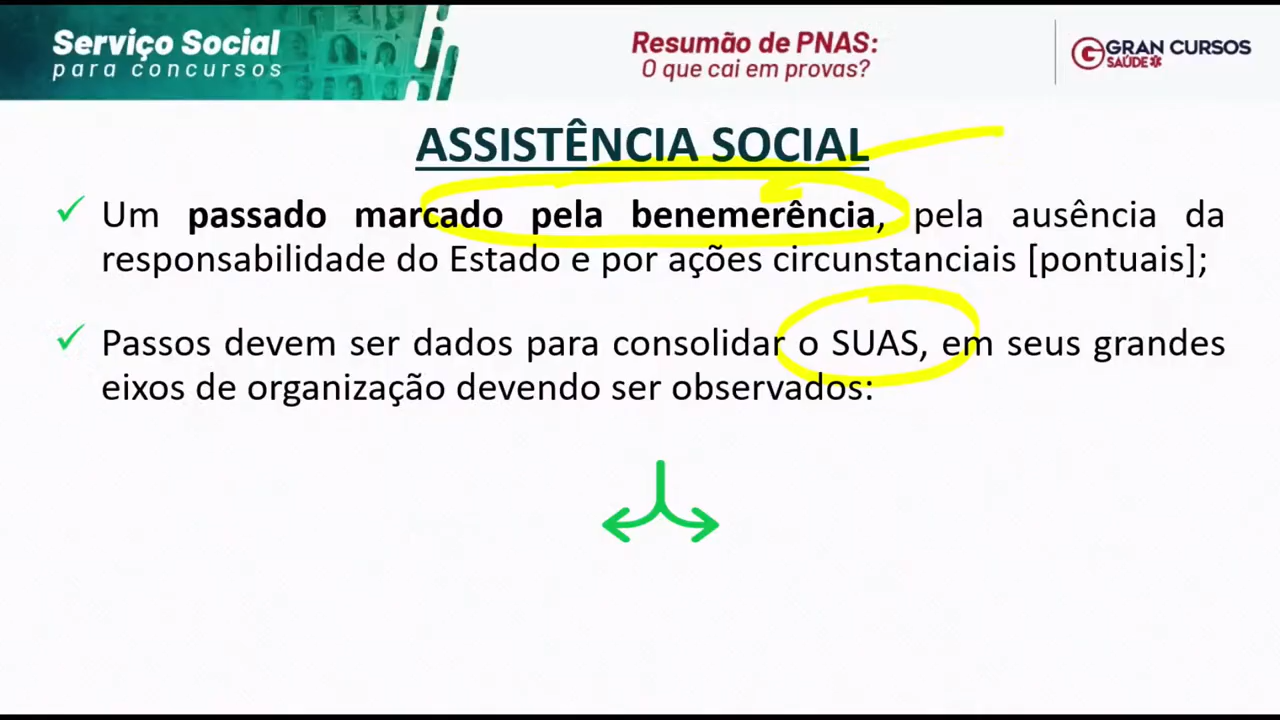 Serviço Social
para concursos
Resumão de PNAS:
O que cai em provas?
GRAN CURSOS
SAÚDE
ASSISTÊNCIA SOCIAL
Um passado marcado pela benemerência, pela ausência da
responsabilidade do Estado e por ações circunstanciais [pontuais];
Passos devem ser dados para consolidar o SUAS, em seus grandes
eixos de organização devendo ser observados: